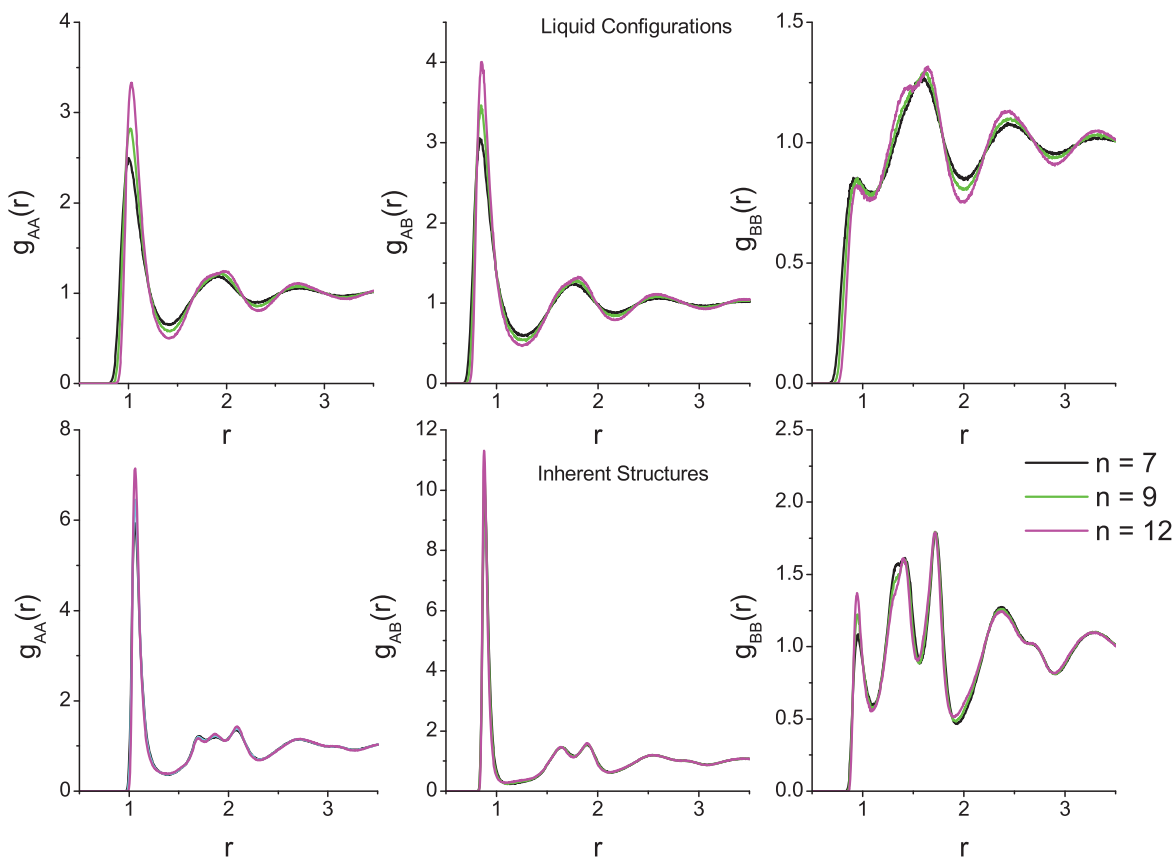 Liquid Configurations
4
3
2
1
0
g_AA(r)
1
2
3
r
4
3
2
1
0
g_AB(r)
1
2
3
r
1.5
1.0
0.5
0.0
g_BB(r)
1
2
3
r
Inherent Structures
8
6
4
2
0
g_AA(r)
1
2
3
r
12
10
8
6
4
2
0
g_AB(r)
1
2
3
r
2.5
2.0
1.5
1.0
0.5
0.0
g_BB(r)
1
2
3
r
n = 7
n = 9
n = 12